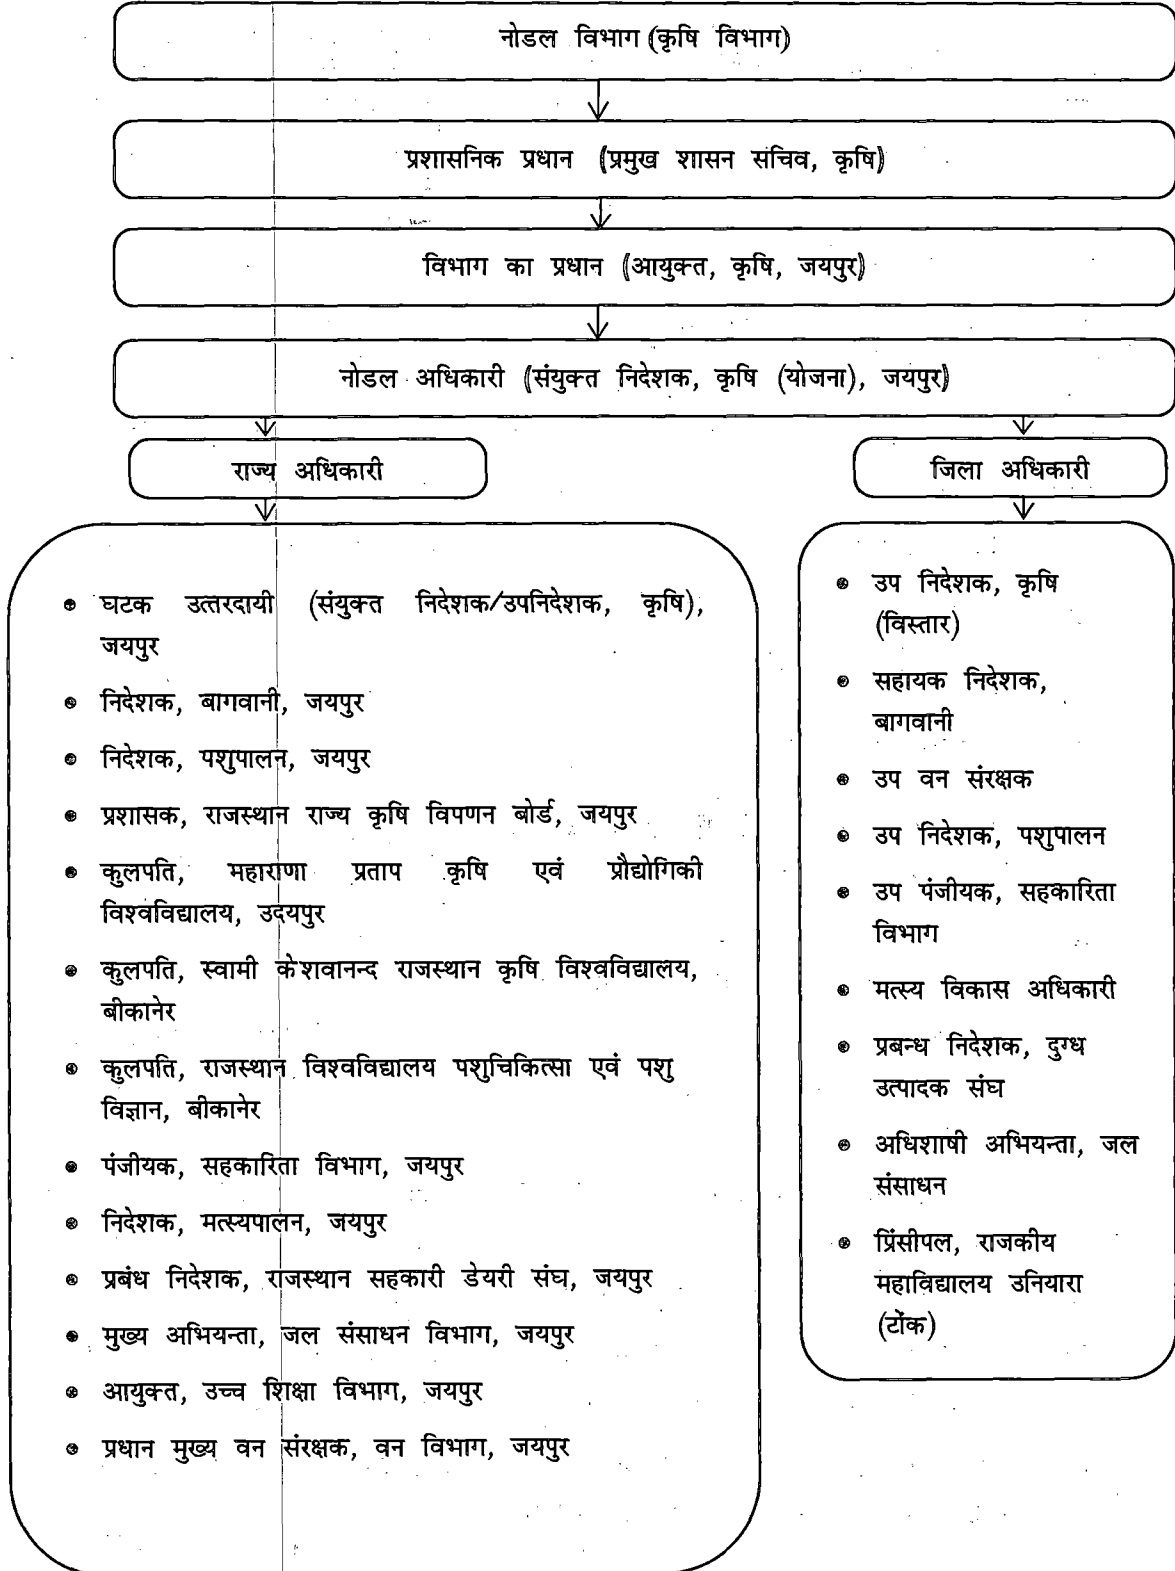 नोडल विभाग (कृषि विभाग)
प्रशासनिक प्रधान (प्रमुख शासन सचिव, कृषि)
विभाग का प्रधान (आयुक्त, कृषि, जयपुर)
नोडल अधिकारी (संयुक्त निदेशक, कृषि (योजना), जयपुर)
राज्य अधिकारी
• घटक उत्तरदायी (संयुक्त निदेशक/उपनिदेशक, कृषि),
जयपुर
• निदेशक, बागवानी, जयपुर
• निदेशक, पशुपालन, जयपुर
• प्रशासक, राजस्थान राज्य कृषि विपणन बोर्ड, जयपुर
• कुलपति, महाराणा प्रताप कृषि एवं प्रौद्योगिकी
विश्वविद्यालय, उदयपुर
• कुलपति, स्वामी केशवानन्द राजस्थान कृषि विश्वविद्यालय,
बीकानेर
• कुलपति, राजस्थान विश्वविद्यालय पशुचिकित्सा एवं पशु
विज्ञान, बीकानेर
• पंजीयक, सहकारिता विभाग, जयपुर
• निदेशक, मत्स्यपालन, जयपुर
• प्रबंध निदेशक, राजस्थान सहकारी डेयरी संघ, जयपुर
• मुख्य अभियन्ता, जल संसाधन विभाग, जयपुर
• आयुक्त, उच्च शिक्षा विभाग, जयपुर
• प्रधान मुख्य वन संरक्षक, वन विभाग, जयपुर
जिला अधिकारी
• उप निदेशक, कृषि
(विस्तार)
• सहायक निदेशक,
बागवानी
• उप वन संरक्षक
• उप निदेशक, पशुपालन
• उप पंजीयक, सहकारिता
विभाग
• मत्स्य विकास अधिकारी
• प्रबन्ध निदेशक, दुग्ध
उत्पादक संघ
• अधिशाषी अभियन्ता, जल
संसाधन
• प्रिंसीपल, राजकीय
महाविद्यालय उनियारा
(टोंक)